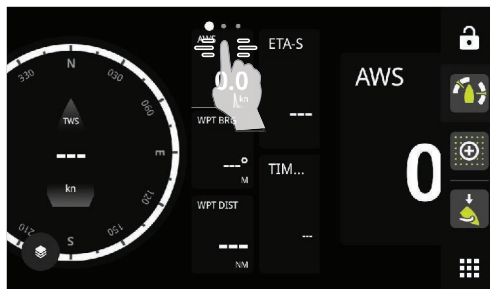 AWS
ETA-S
AWS
330
N
030
0.0
kn
060
TWS
WPT BRG
---
---
E
---°
M
TIM...
0
kn
120
WPT DIST
210
S
150
---
---
NM